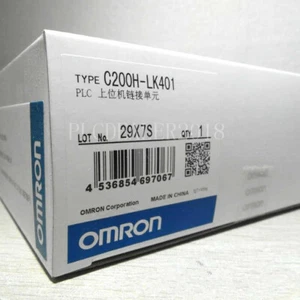 TYPE C200H-LK401
PLC 上位机链接单元
LOT No. 29X7S QTY. 1
4 536854 697067
OMRON Corporation MADE IN CHINA
OMRON